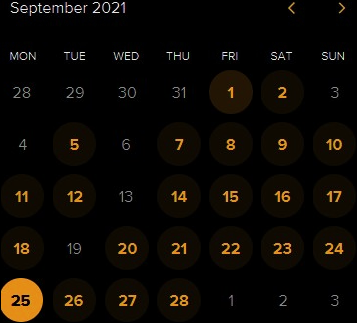 September 2021
MON TUE WED THU FRI SAT SUN
28 29 30 31 1 2 3
4 5 6 7 8 9 10
11 12 13 14 15 16 17
18 19 20 21 22 23 24
25 26 27 28 1 2 3